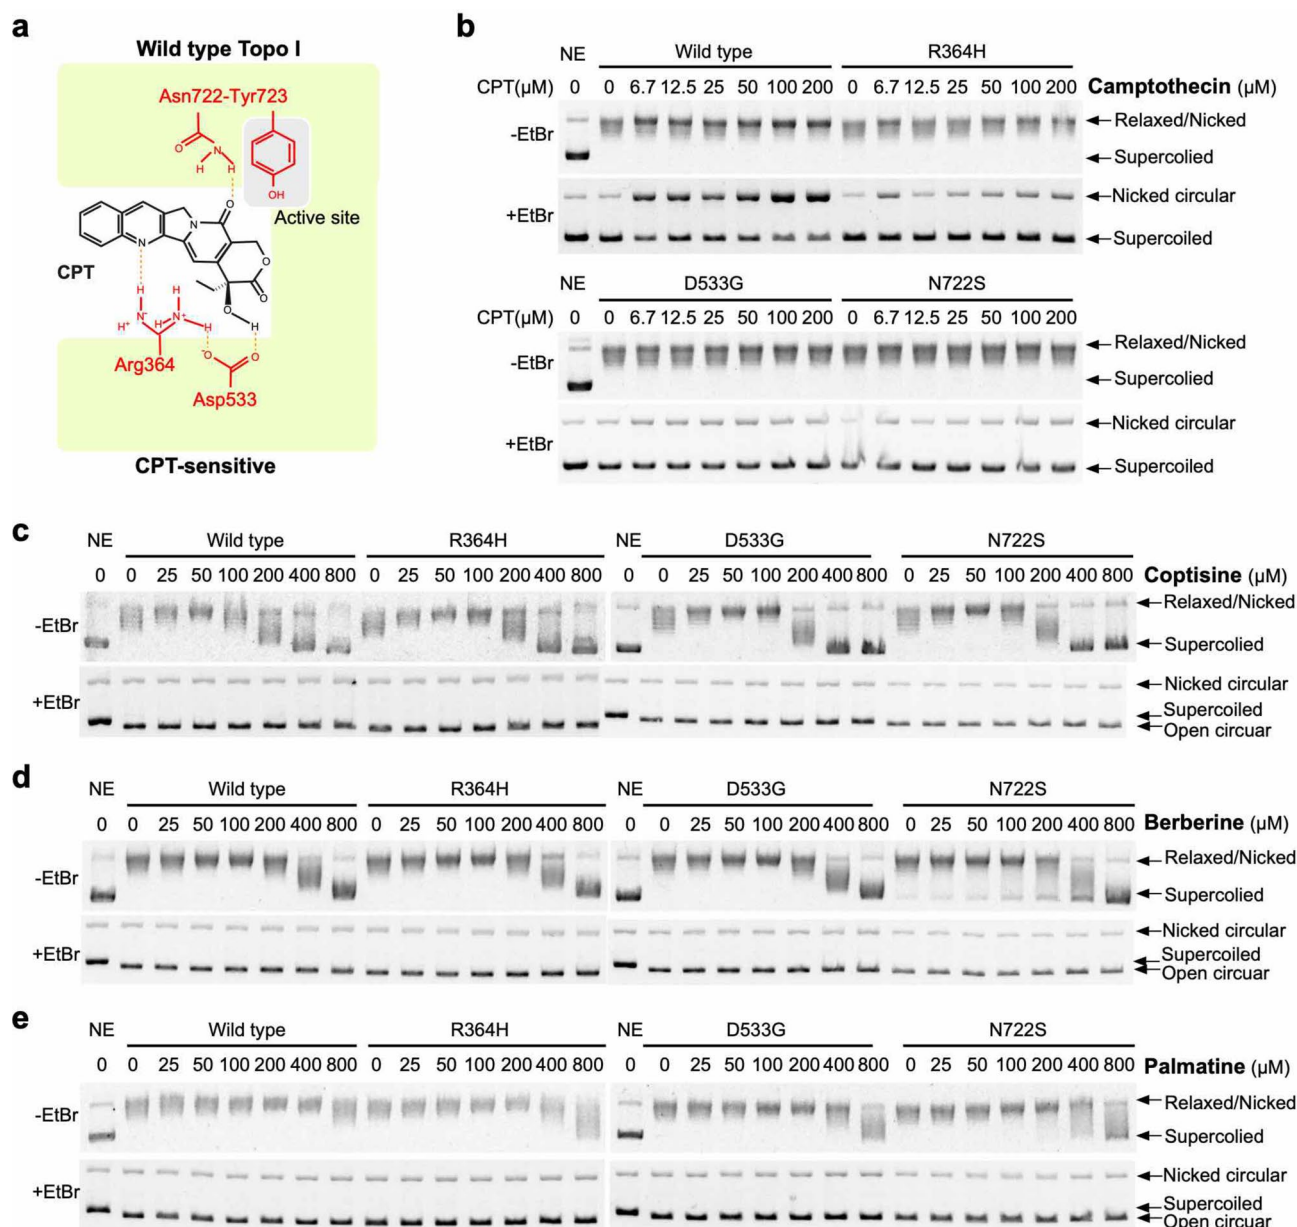 a
Wild type Topo I
Asn722-Tyr723
O
N
H
H
OH
Active site
O
N
O
N
O
O
CPT
O
H
H
H
H⁺
N⁻
H
N⁺
H
⁻O
O
Arg364
Asp533
CPT-sensitive
b
NE Wild type R364H
CPT(μM) 0 0 6.7 12.5 25 50 100 200 0 6.7 12.5 25 50 100 200 Camptothecin (μM)
-EtBr
Relaxed/Nicked
Supercolied
+EtBr
Nicked circular
Supercoiled
NE D533G N722S
CPT(μM) 0 0 6.7 12.5 25 50 100 200 0 6.7 12.5 25 50 100 200
-EtBr
Relaxed/Nicked
Supercolied
+EtBr
Nicked circular
Supercoiled
c
NE Wild type R364H NE D533G N722S
0 0 25 50 100 200 400 800 0 25 50 100 200 400 800 0 0 25 50 100 200 400 800 0 25 50 100 200 400 800 Coptisine (μM)
-EtBr
Relaxed/Nicked
Supercolied
+EtBr
Nicked circular
Supercoiled
Open circuar
d
NE Wild type R364H NE D533G N722S
0 0 25 50 100 200 400 800 0 25 50 100 200 400 800 0 0 25 50 100 200 400 800 0 25 50 100 200 400 800 Berberine (μM)
-EtBr
Relaxed/Nicked
Supercolied
+EtBr
Nicked circular
Supercoiled
Open circuar
e
NE Wild type R364H NE D533G N722S
0 0 25 50 100 200 400 800 0 25 50 100 200 400 800 0 0 25 50 100 200 400 800 0 25 50 100 200 400 800 Palmatine (μM)
-EtBr
Relaxed/Nicked
Supercolied
+EtBr
Nicked circular
Supercoiled
Open circuar